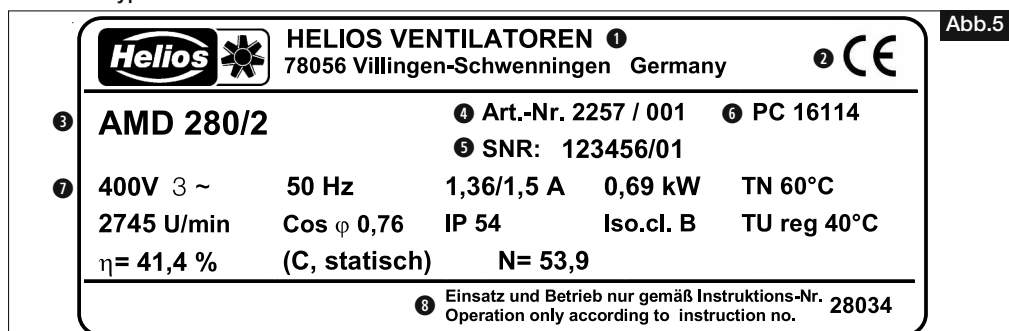 Abb.5
Helios HELIOS VENTILATOREN ❶
78056 Villingen-Schwenningen Germany ❷ CE
❸ AMD 280/2 ❹ Art.-Nr. 2257 / 001 ❻ PC 16114
❺ SNR: 123456/01
❼ 400V 3 ~ 50 Hz 1,36/1,5 A 0,69 kW TN 60°C
2745 U/min Cos φ 0,76 IP 54 Iso.cl. B TU reg 40°C
η= 41,4 % (C, statisch) N= 53,9
❽ Einsatz und Betrieb nur gemäß Instruktions-Nr. 28034
Operation only according to instruction no.